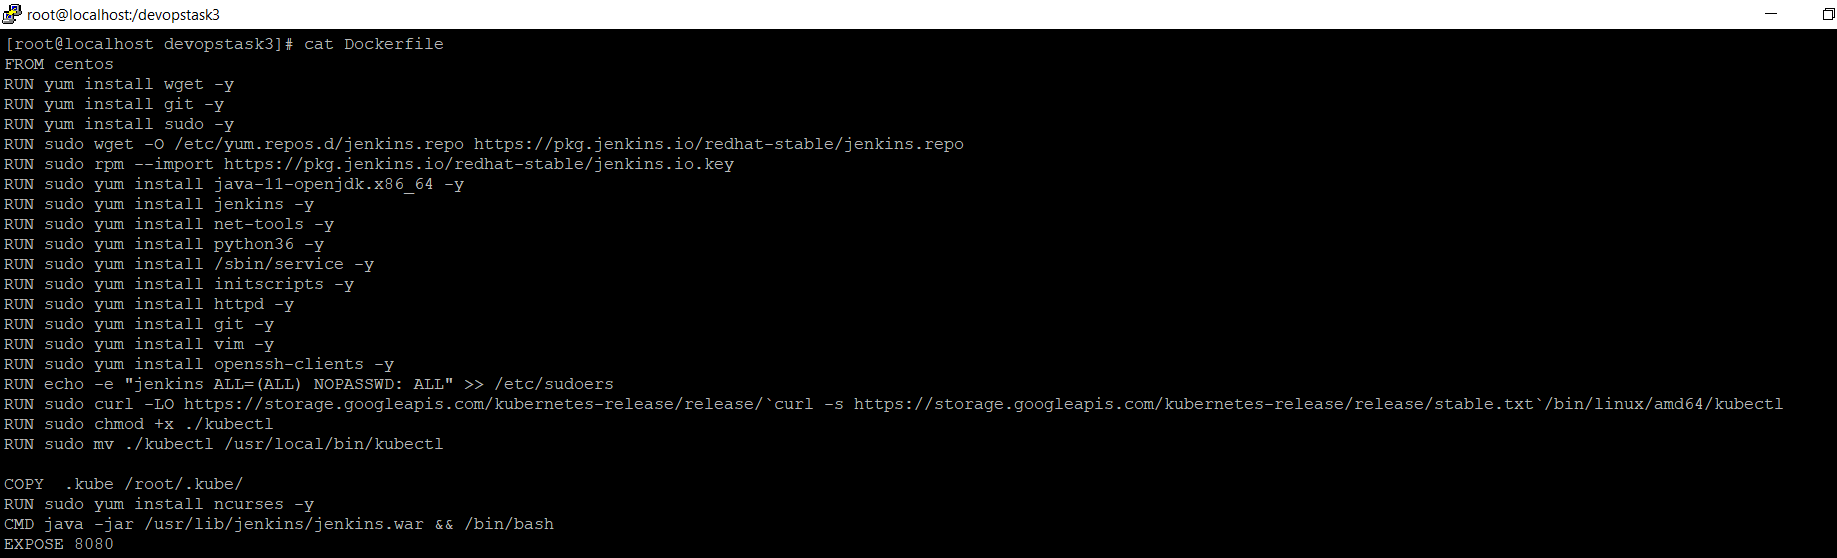 root@localhost:/devopstask3
[root@localhost devopstask3]# cat Dockerfile
FROM centos
RUN yum install wget -y
RUN yum install git -y
RUN yum install sudo -y
RUN sudo wget -O /etc/yum.repos.d/jenkins.repo https://pkg.jenkins.io/redhat-stable/jenkins.repo
RUN sudo rpm --import https://pkg.jenkins.io/redhat-stable/jenkins.io.key
RUN sudo yum install java-11-openjdk.x86_64 -y
RUN sudo yum install jenkins -y
RUN sudo yum install net-tools -y
RUN sudo yum install python36 -y
RUN sudo yum install /sbin/service -y
RUN sudo yum install initscripts -y
RUN sudo yum install httpd -y
RUN sudo yum install git -y
RUN sudo yum install vim -y
RUN sudo yum install openssh-clients -y
RUN echo -e "jenkins ALL=(ALL) NOPASSWD: ALL" >> /etc/sudoers
RUN sudo curl -LO https://storage.googleapis.com/kubernetes-release/release/`curl -s https://storage.googleapis.com/kubernetes-release/release/stable.txt`/bin/linux/amd64/kubectl
RUN sudo chmod +x ./kubectl
RUN sudo mv ./kubectl /usr/local/bin/kubectl
COPY  .kube /root/.kube/
RUN sudo yum install ncurses -y
CMD java -jar /usr/lib/jenkins/jenkins.war && /bin/bash
EXPOSE 8080